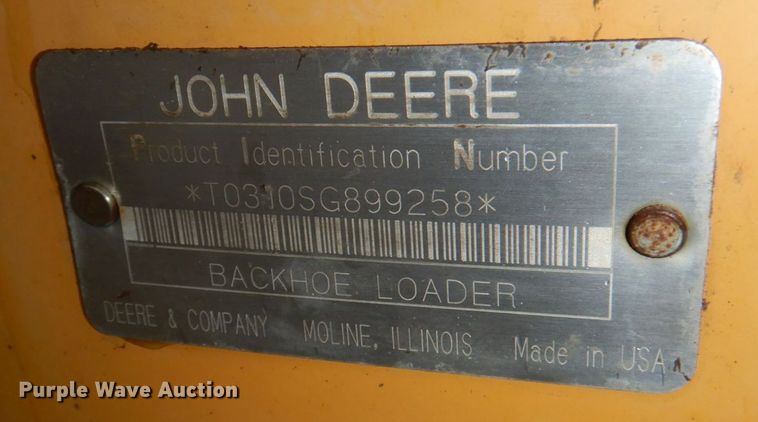 JOHN DEERE
Product Identification Number
*T0310SG899258*
BACKHOE LOADER
DEERE & COMPANY MOLINE, ILLINOIS Made in USA
Purple Wave Auction